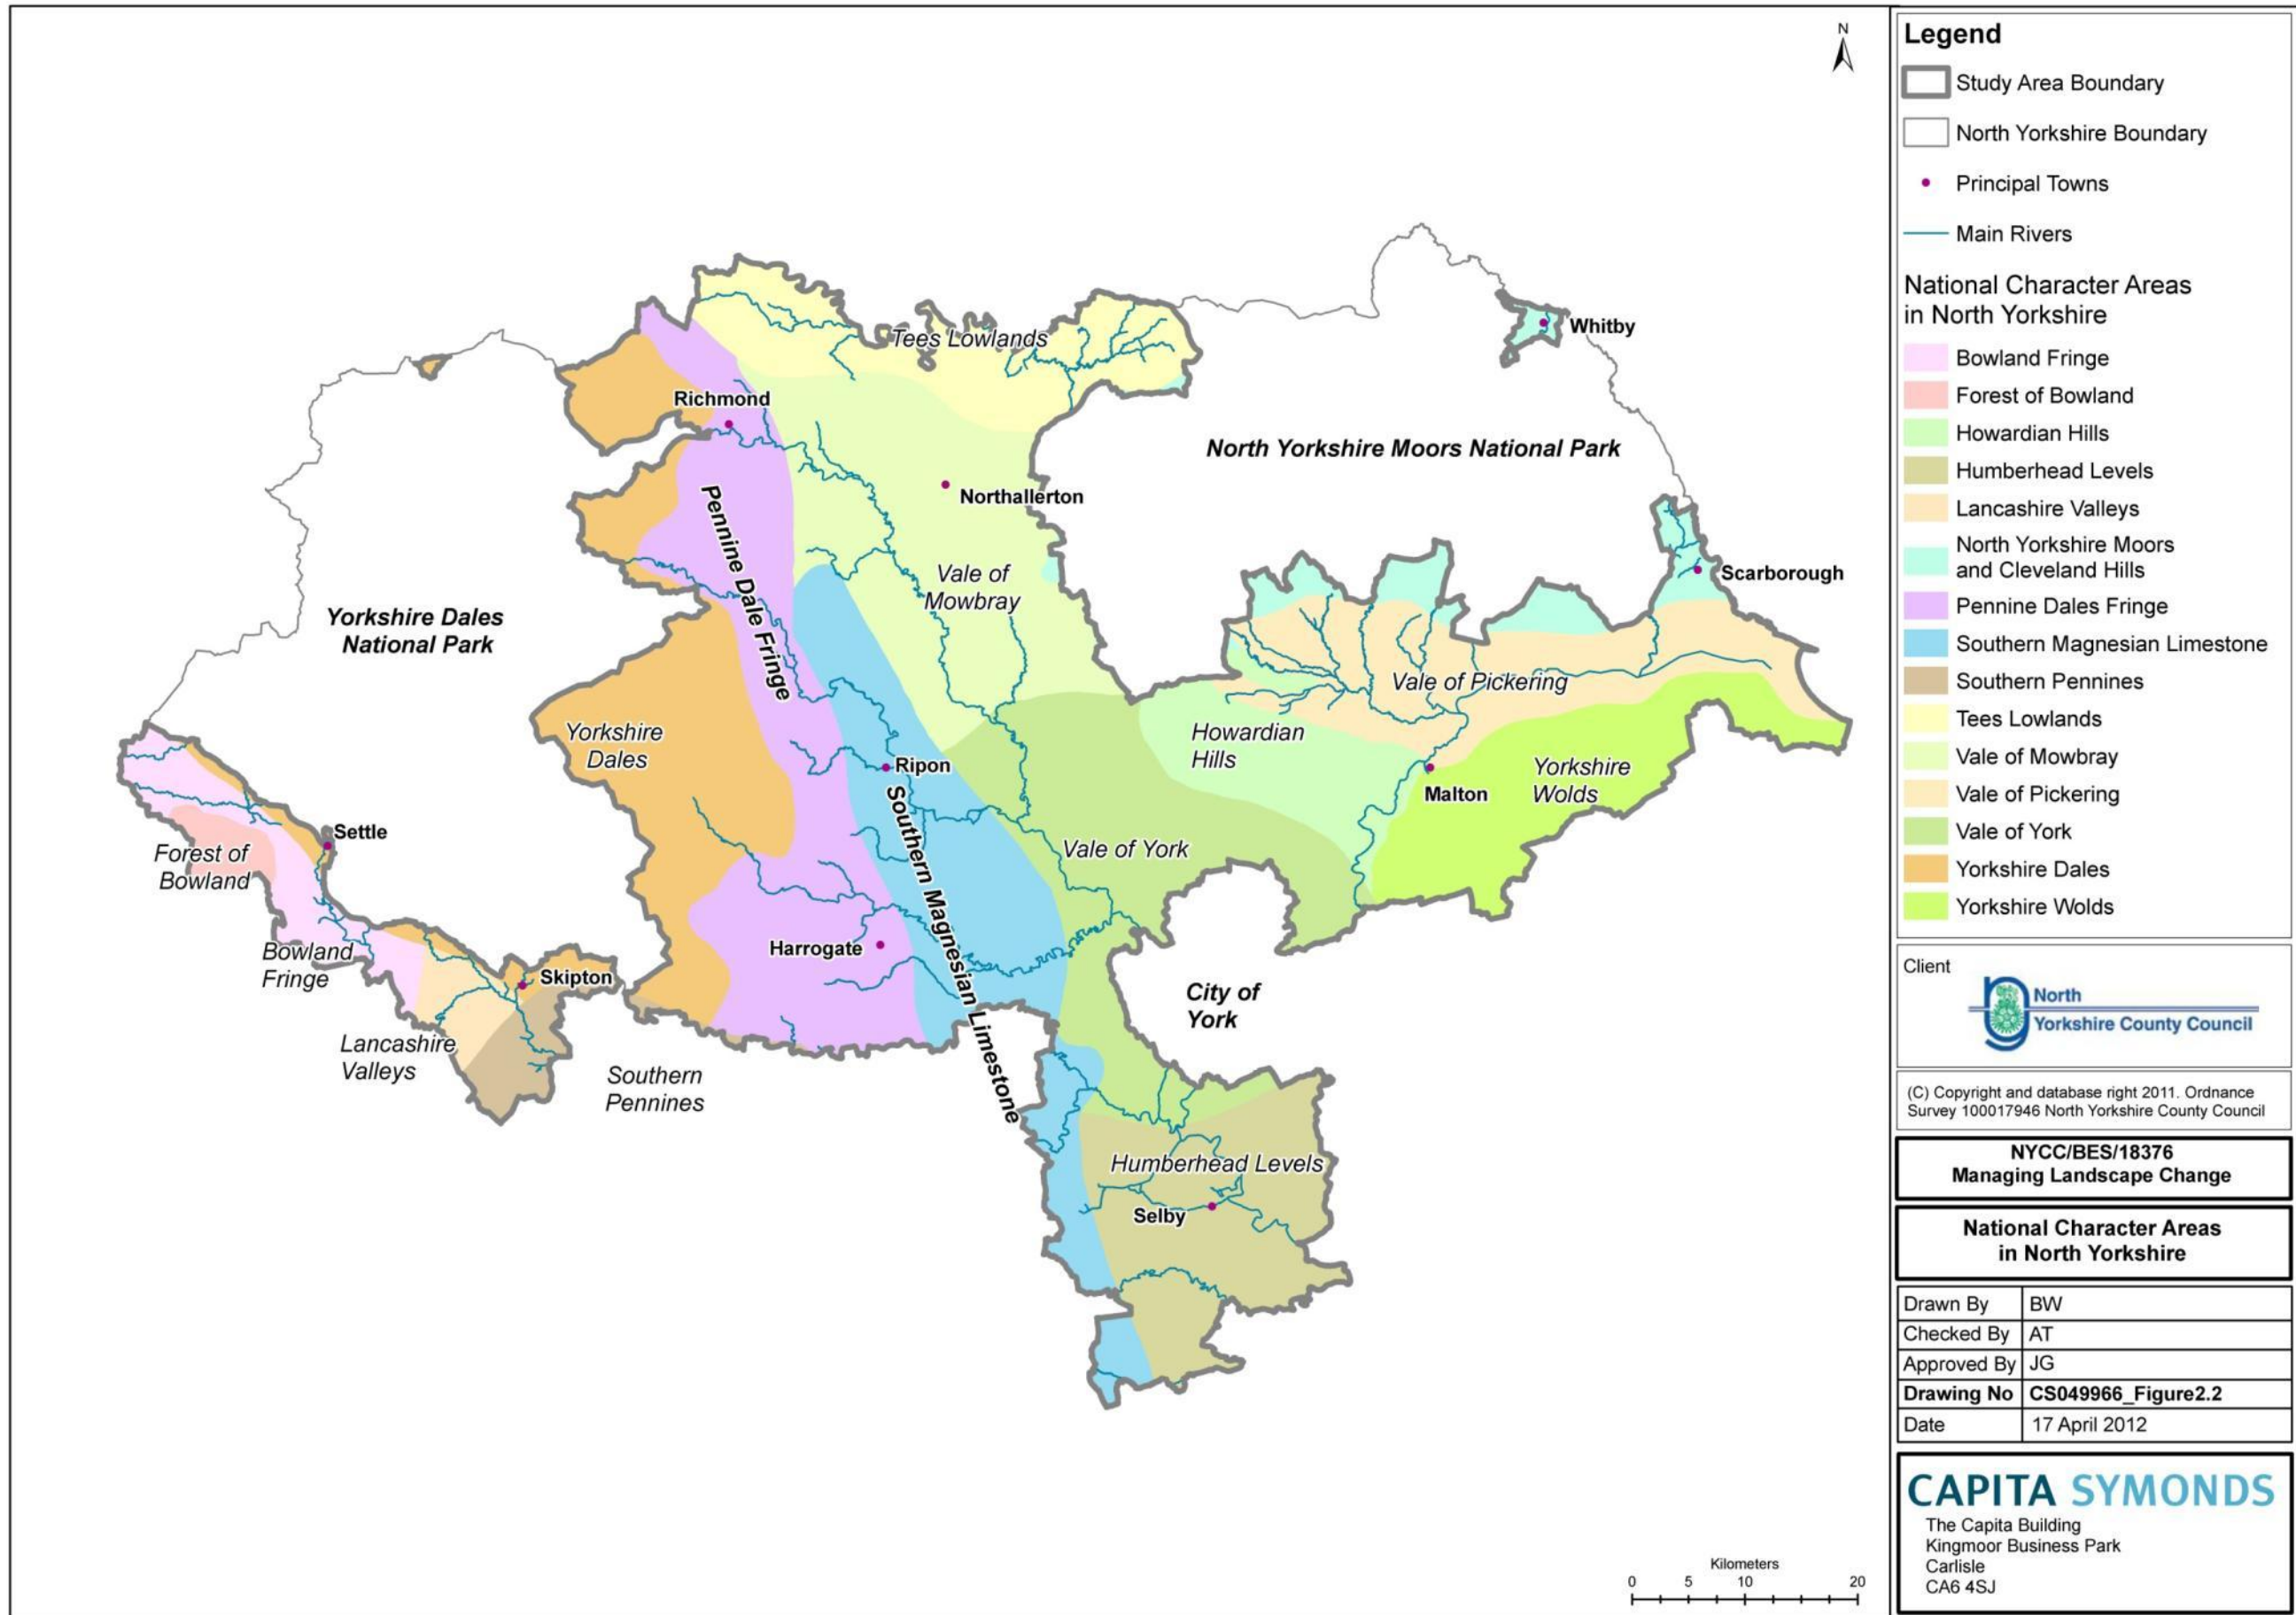 N
Whitby
Tees Lowlands
Richmond
North Yorkshire Moors National Park
Northallerton
Pennine Dale Fringe
Vale of
Mowbray
Scarborough
Yorkshire Dales
National Park
Vale of Pickering
Yorkshire
Dales
Howardian
Hills
Ripon
Yorkshire
Wolds
Malton
Southern Magnesian Limestone
Settle
Forest of
Bowland
Vale of York
Harrogate
Bowland
Fringe
Skipton
City of
York
Lancashire
Valleys
Southern
Pennines
Humberhead Levels
Selby
Kilometers
0 5 10 20
Legend
Study Area Boundary
North Yorkshire Boundary
Principal Towns
Main Rivers
National Character Areas
in North Yorkshire
Bowland Fringe
Forest of Bowland
Howardian Hills
Humberhead Levels
Lancashire Valleys
North Yorkshire Moors
and Cleveland Hills
Pennine Dales Fringe
Southern Magnesian Limestone
Southern Pennines
Tees Lowlands
Vale of Mowbray
Vale of Pickering
Vale of York
Yorkshire Dales
Yorkshire Wolds
Client
North
Yorkshire County Council
(C) Copyright and database right 2011. Ordnance
Survey 100017946 North Yorkshire County Council
NYCC/BES/18376
Managing Landscape Change
National Character Areas
in North Yorkshire
Drawn By BW
Checked By AT
Approved By JG
Drawing No CS049966_Figure2.2
Date 17 April 2012
CAPITA SYMONDS
The Capita Building
Kingmoor Business Park
Carlisle
CA6 4SJ